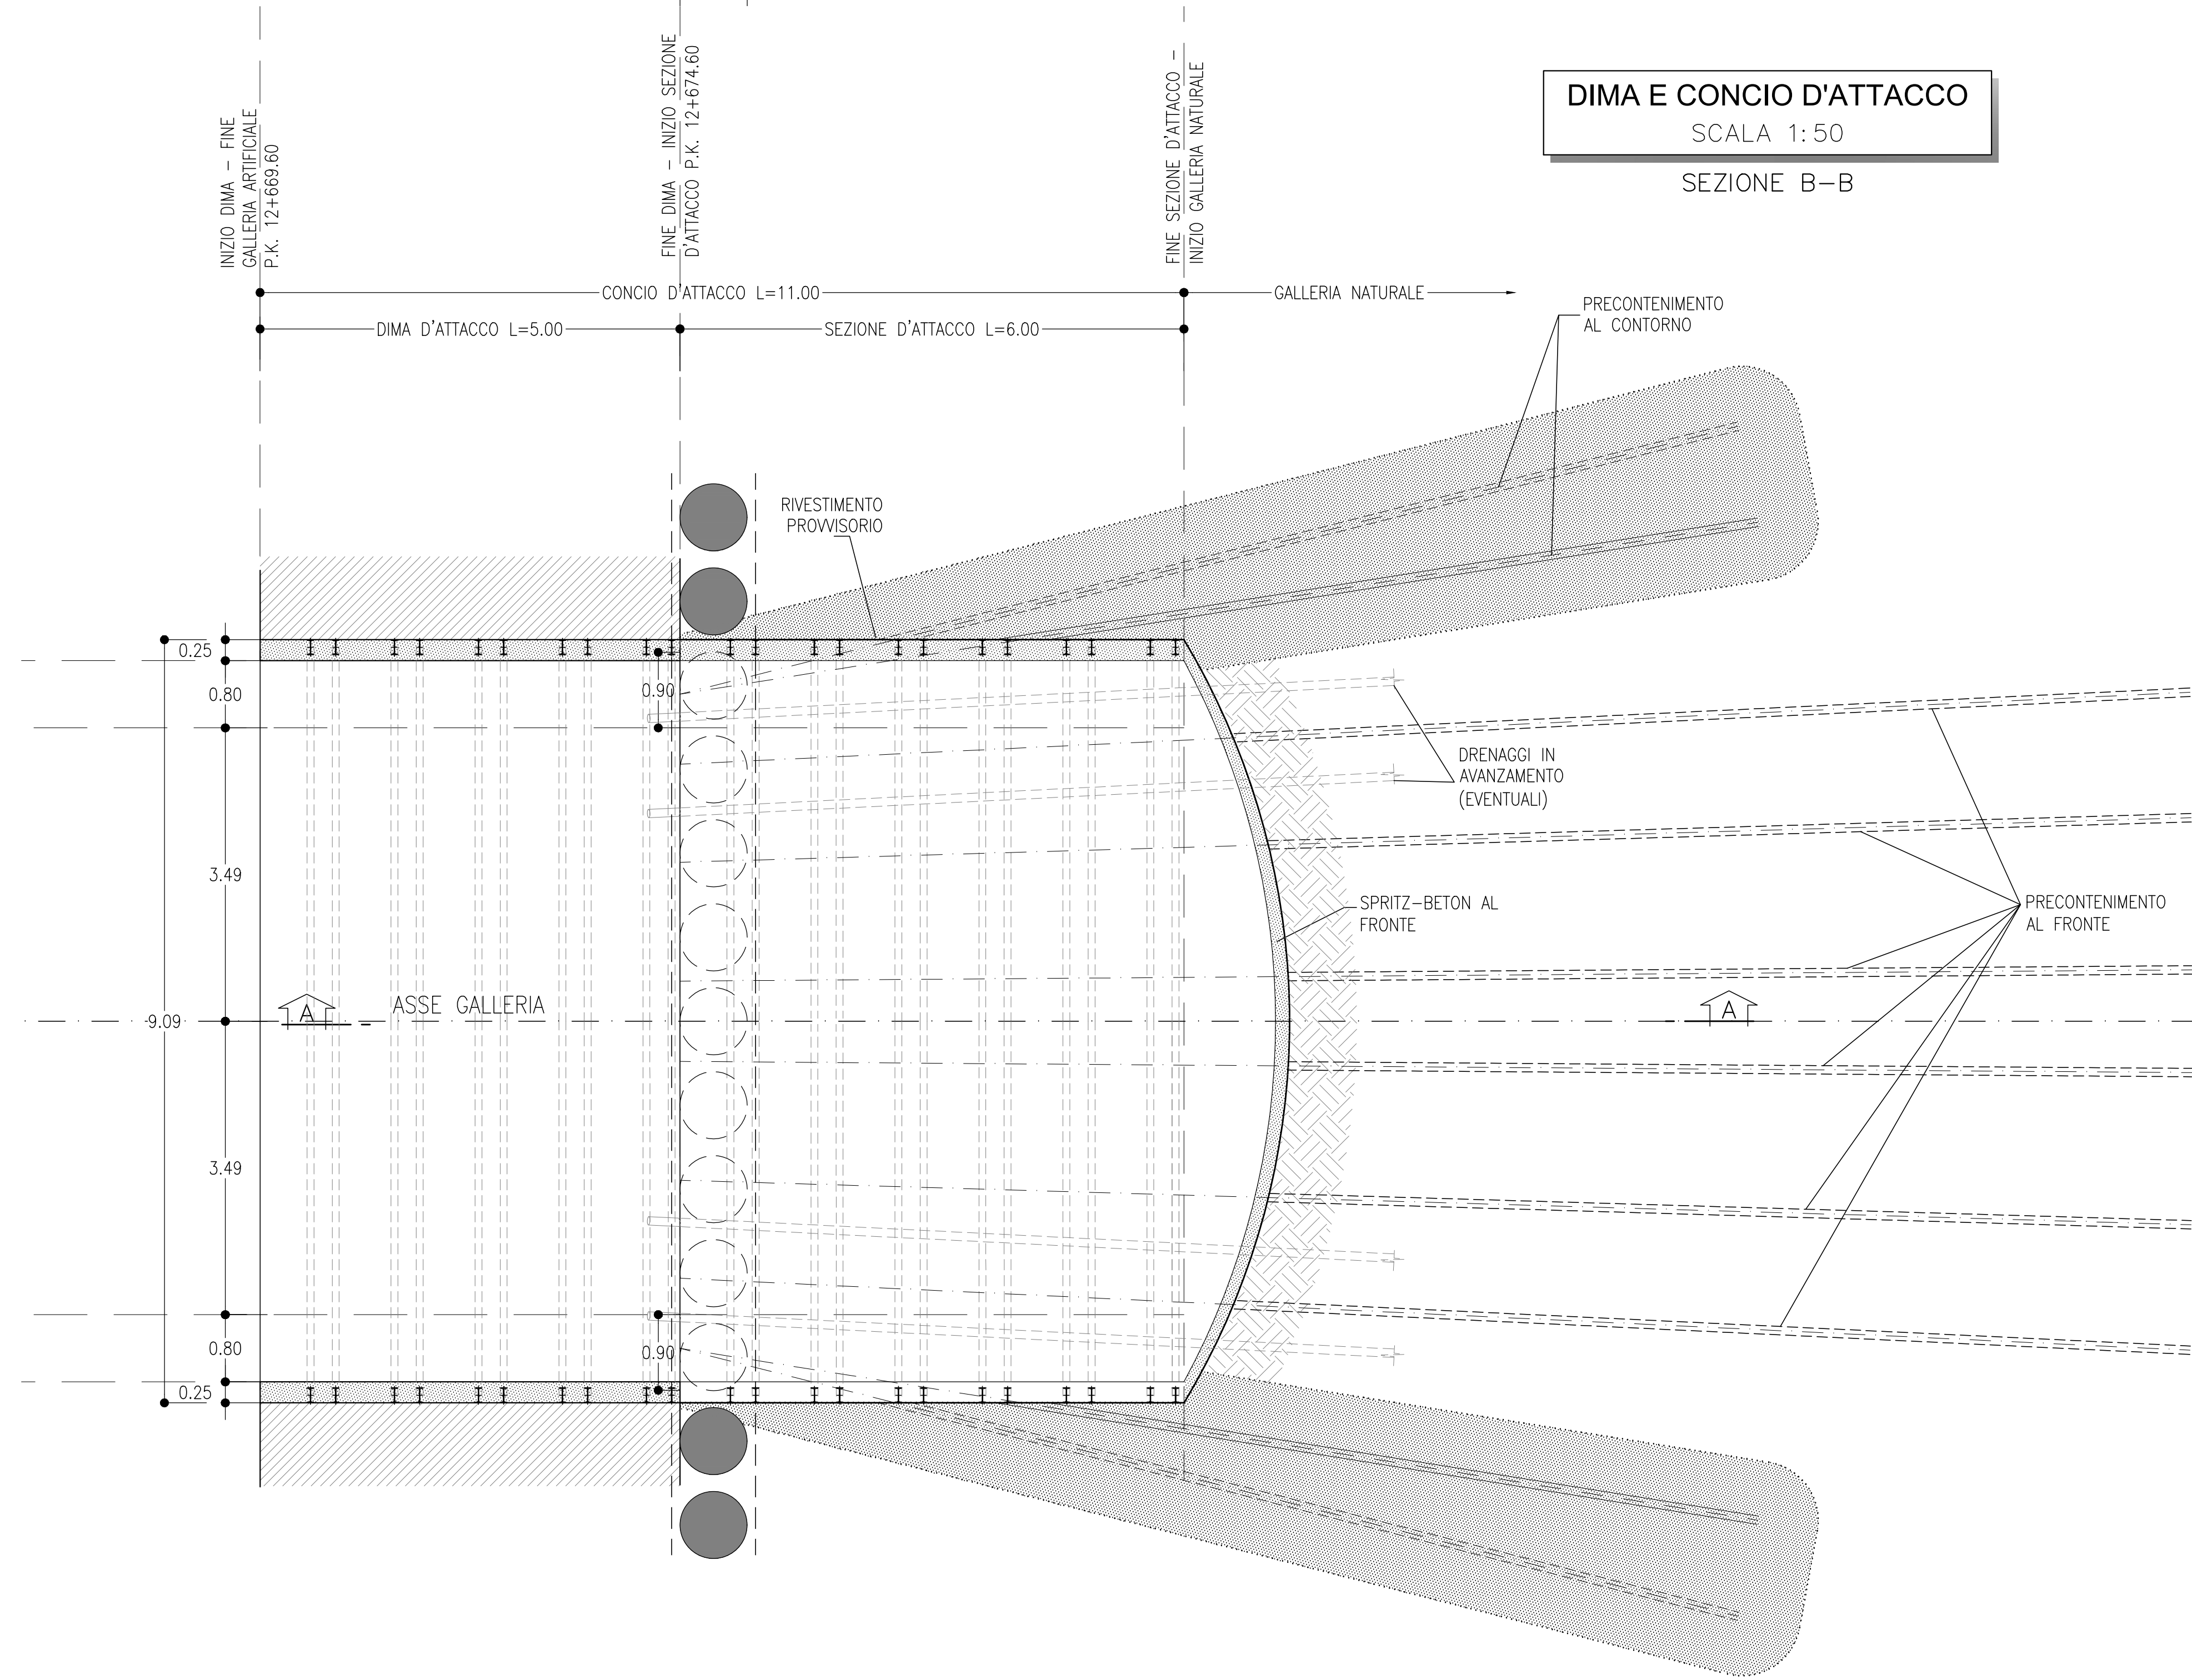 INIZIO DIMA – FINE
GALLERIA ARTIFICIALE
P.K. 12+669.60
FINE DIMA – INIZIO SEZIONE
D'ATTACCO P.K. 12+674.60
FINE SEZIONE D'ATTACCO –
INIZIO GALLERIA NATURALE
DIMA E CONCIO D'ATTACCO
SCALA 1:50
SEZIONE B–B
CONCIO D'ATTACCO L=11.00
GALLERIA NATURALE
DIMA D'ATTACCO L=5.00
SEZIONE D'ATTACCO L=6.00
PRECONTENIMENTO
AL CONTORNO
RIVESTIMENTO
PROVVISORIO
0.25
0.80
0.90
3.49
DRENAGGI IN
AVANZAMENTO
(EVENTUALI)
SPRITZ–BETON AL
FRONTE
PRECONTENIMENTO
AL FRONTE
A
ASSE GALLERIA
A
9.09
3.49
0.80
0.90
0.25